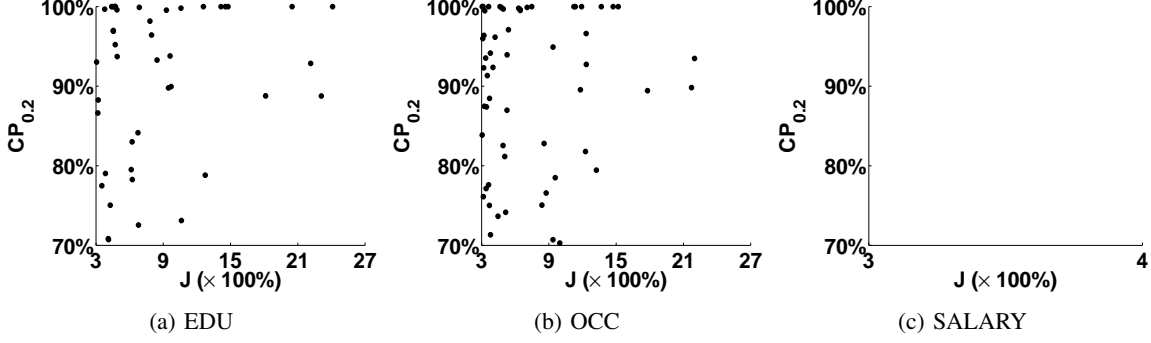 100%
90%
80%
70%
CP0.2
3 9 15 21 27
J (× 100%)
(a) EDU
100%
90%
80%
70%
CP0.2
3 9 15 21 27
J (× 100%)
(b) OCC
100%
90%
80%
70%
CP0.2
3 4
J (× 100%)
(c) SALARY